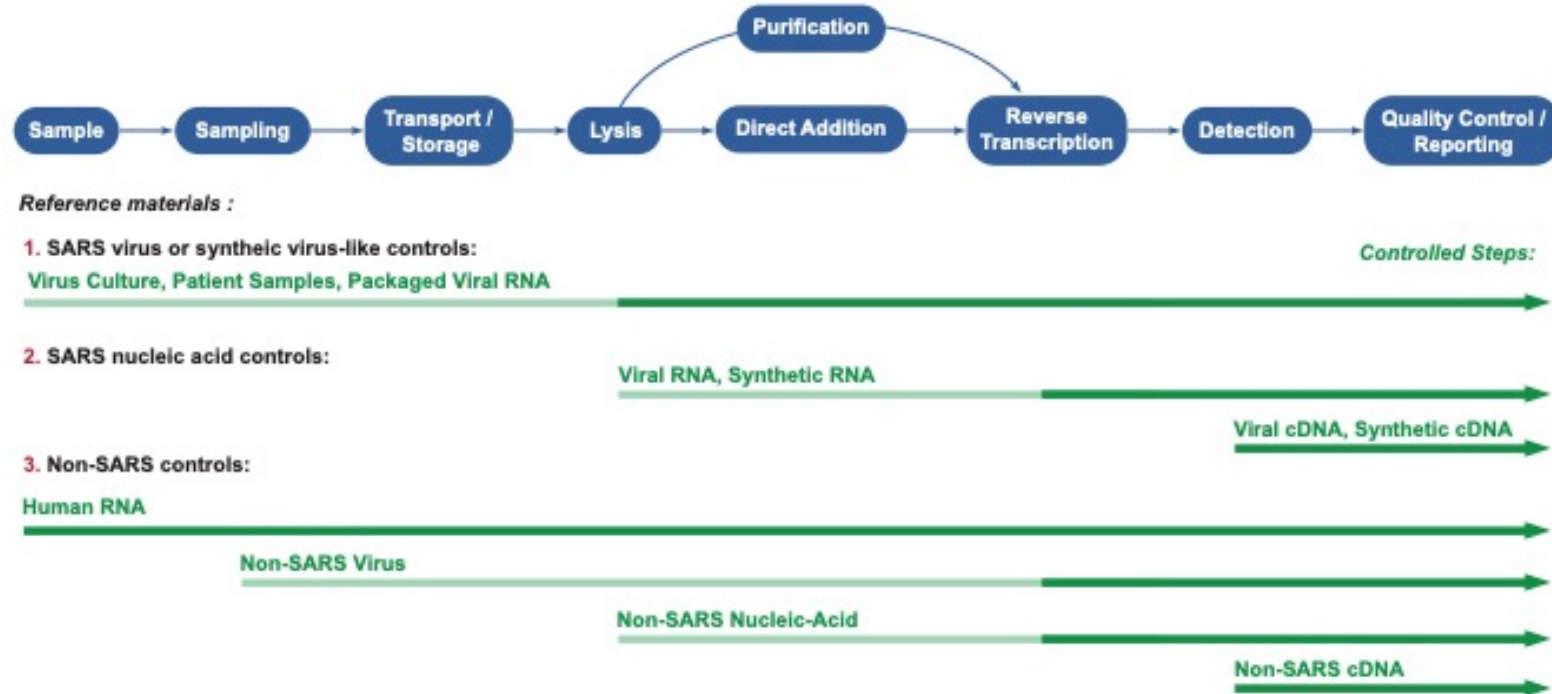 Purification
Sample
Sampling
Transport /
Storage
Lysis
Direct Addition
Reverse
Transcription
Detection
Quality Control /
Reporting
Reference materials :
1. SARS virus or syntheic virus-like controls:
Controlled Steps:
Virus Culture, Patient Samples, Packaged Viral RNA
2. SARS nucleic acid controls:
Viral RNA, Synthetic RNA
Viral cDNA, Synthetic cDNA
3. Non-SARS controls:
Human RNA
Non-SARS Virus
Non-SARS Nucleic-Acid
Non-SARS cDNA